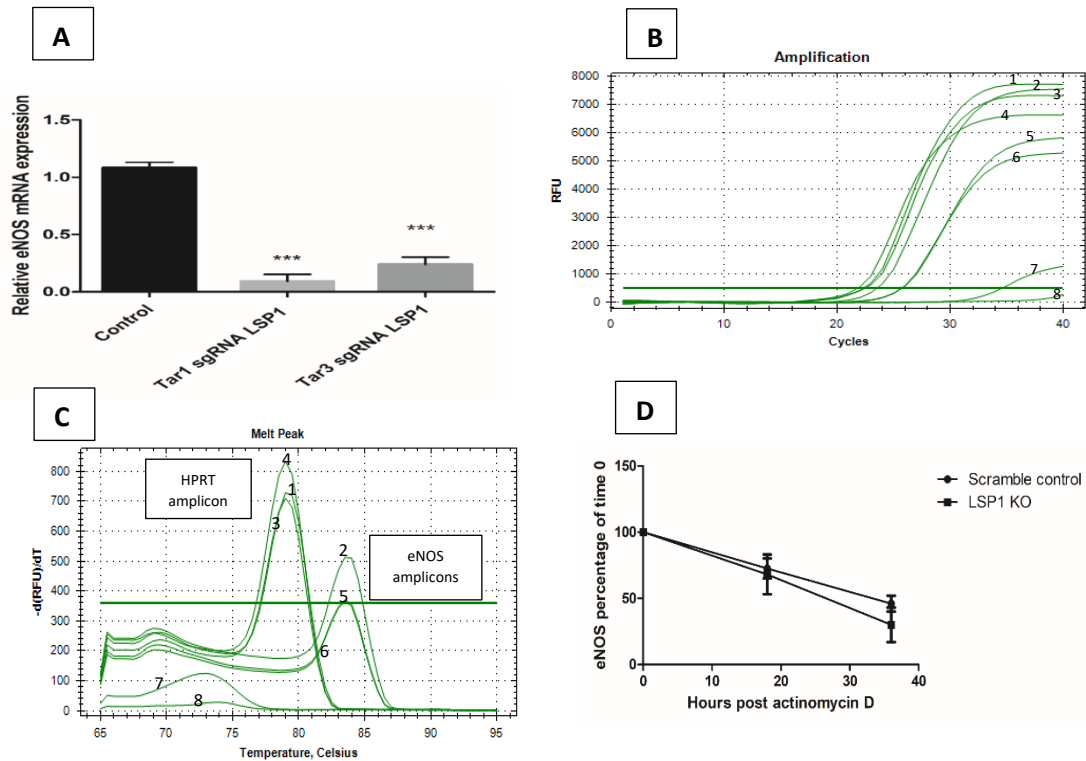 A
Relative eNOS mRNA expression
1.5
1.0
0.5
0.0
***
***
Control
Tar1 sgRNA LSP1
Tar3 sgRNA LSP1
B
Amplification
RFU
8000
7000
6000
5000
4000
3000
2000
1000
0
1
2
3
4
5
6
7
8
0
10
20
30
40
Cycles
C
Melt Peak
-d(RFU)/dT
800
700
600
500
400
300
200
100
0
HPRT
amplicon
eNOS
amplicons
4
1
3
2
5
6
7
8
65
70
75
80
85
90
95
Temperature, Celsius
D
eNOS percentage of time 0
150
100
50
0
0
10
20
30
40
Hours post actinomycin D
Scramble control
LSP1 KO